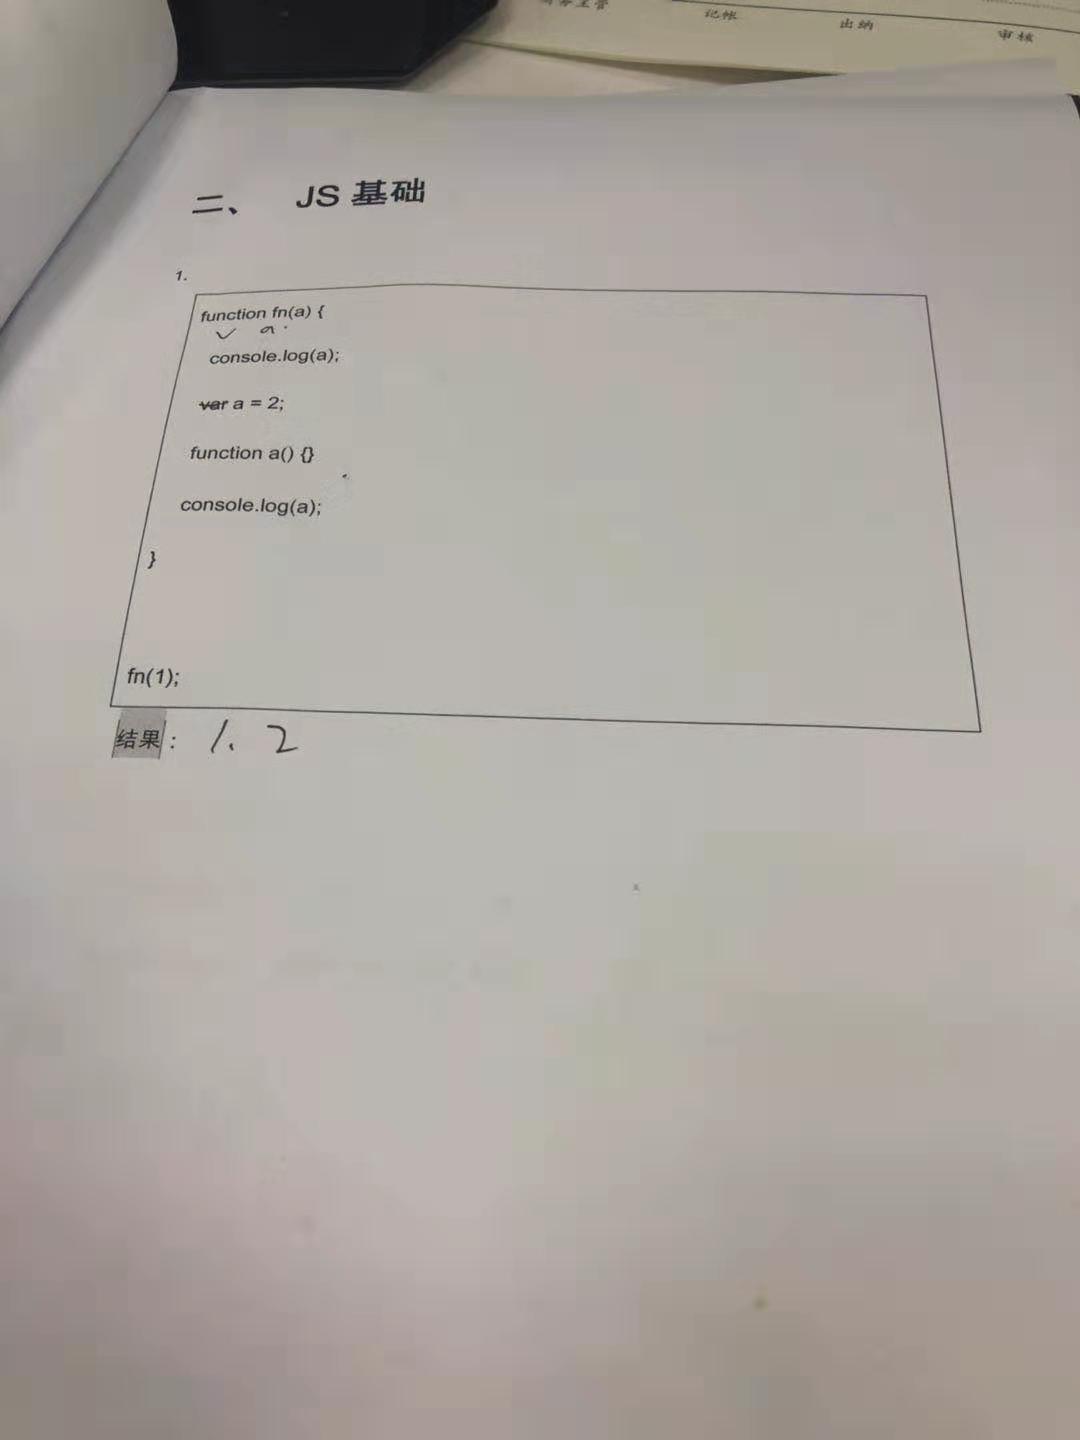 记帐
出纳
审核
二、 JS 基础
1.
function fn(a) {
a
console.log(a);
var a = 2;
function a() {}
console.log(a);
}
fn(1);
结果： 1、2